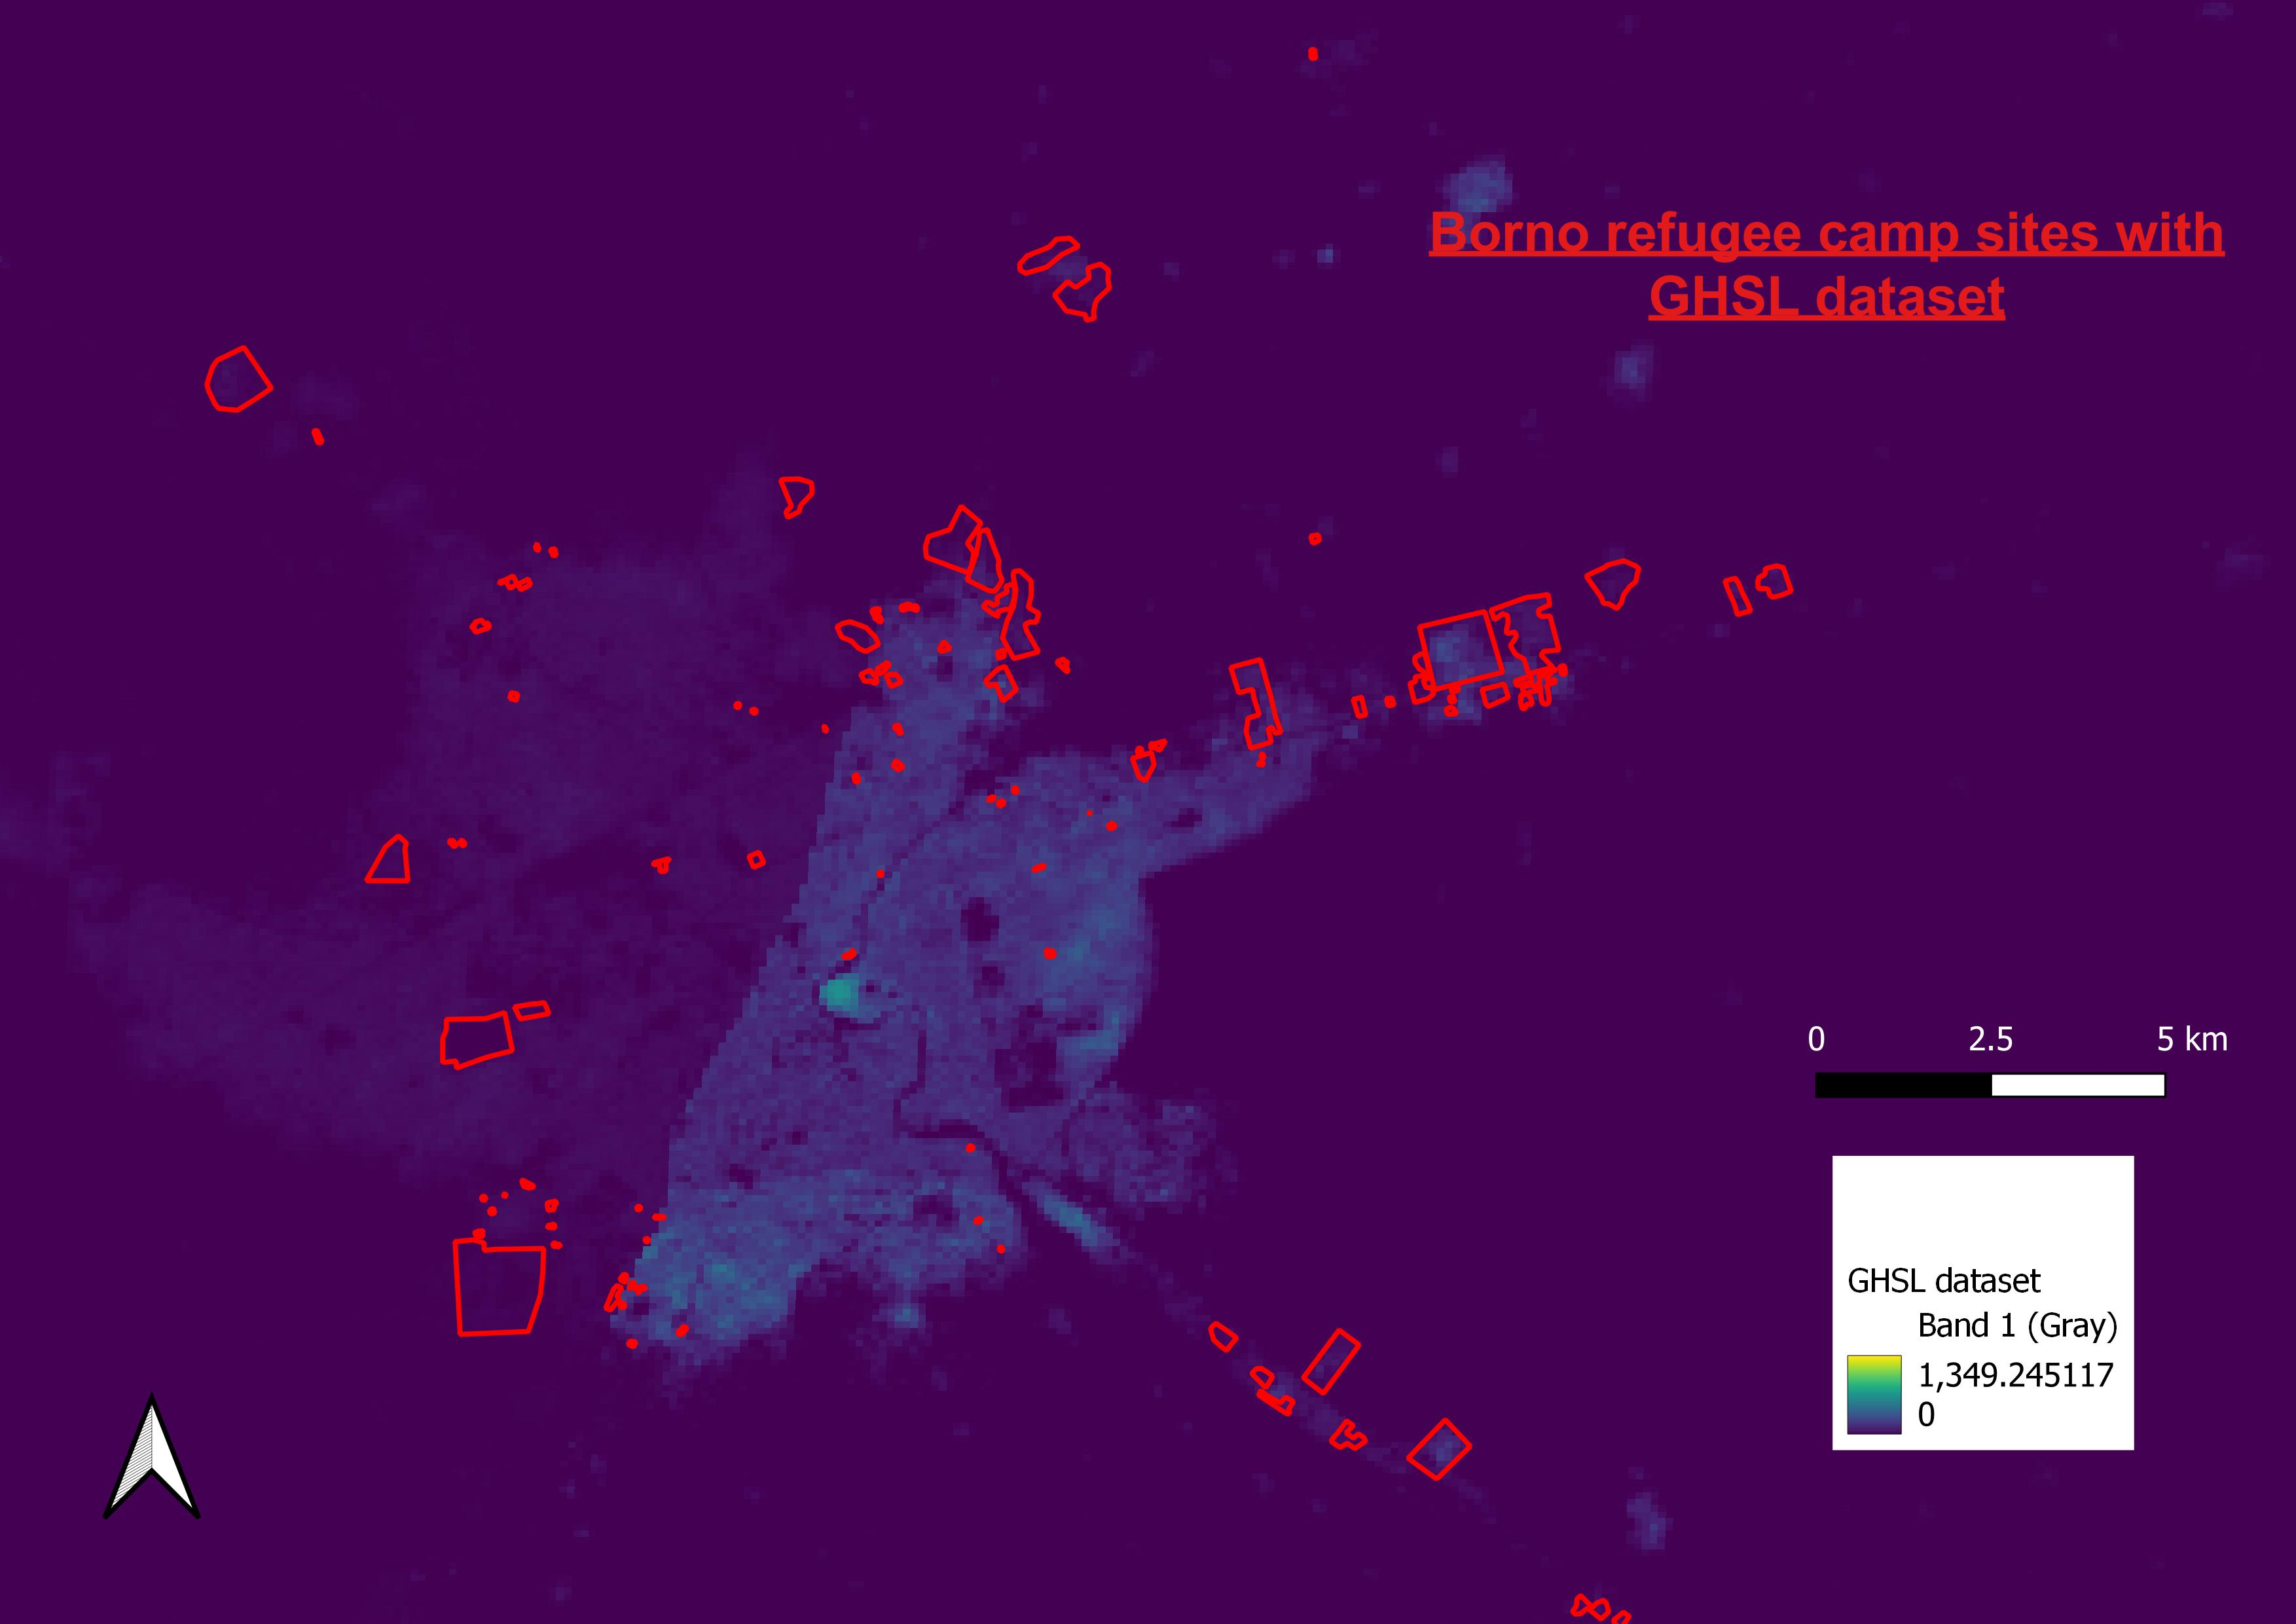 Borno refugee camp sites with
GHSL dataset
0 2.5 5 km
GHSL dataset
Band 1 (Gray)
1,349.245117
0